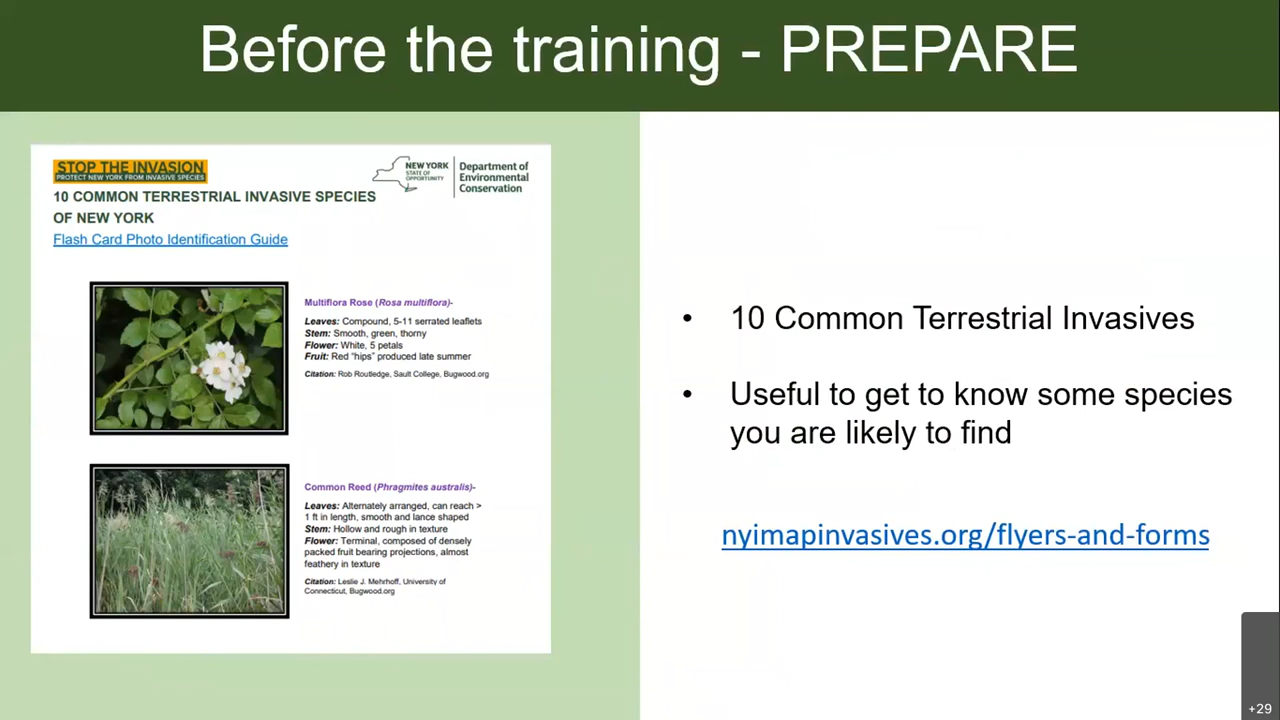 Before the training - PREPARE
STOP THE INVASION
PROTECT NEW YORK FROM INVASIVE SPECIES
NEW YORK
STATE OF
OPPORTUNITY
Department of
Environmental
Conservation
10 COMMON TERRESTRIAL INVASIVE SPECIES
OF NEW YORK
Flash Card Photo Identification Guide
Multiflora Rose (Rosa multiflora)-
Leaves: Compound, 5-11 serrated leaflets
Stem: Smooth, green, thorny
Flower: White, 5 petals
Fruit: Red “hips” produced late summer
Citation: Rob Routledge, Sault College, Bugwood.org
Common Reed (Phragmites australis)-
Leaves: Alternately arranged, can reach >
1 ft in length, smooth and lance shaped
Stem: Hollow and rough in texture
Flower: Terminal, composed of densely
packed fruit bearing projections, almost
feathery in texture
Citation: Leslie J. Mehrhoff, University of
Connecticut, Bugwood.org
• 10 Common Terrestrial Invasives
• Useful to get to know some species
you are likely to find
nyimapinvasives.org/flyers-and-forms
+29